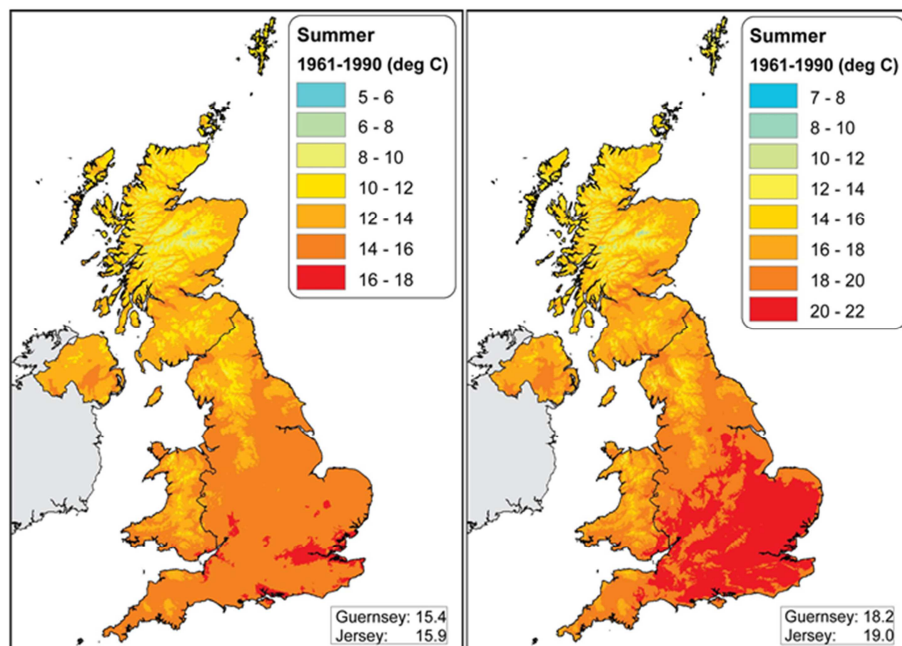 Summer
1961-1990 (deg C)
5 - 6
6 - 8
8 - 10
10 - 12
12 - 14
14 - 16
16 - 18
Guernsey: 15.4
Jersey: 15.9
Summer
1961-1990 (deg C)
7 - 8
8 - 10
10 - 12
12 - 14
14 - 16
16 - 18
18 - 20
20 - 22
Guernsey: 18.2
Jersey: 19.0